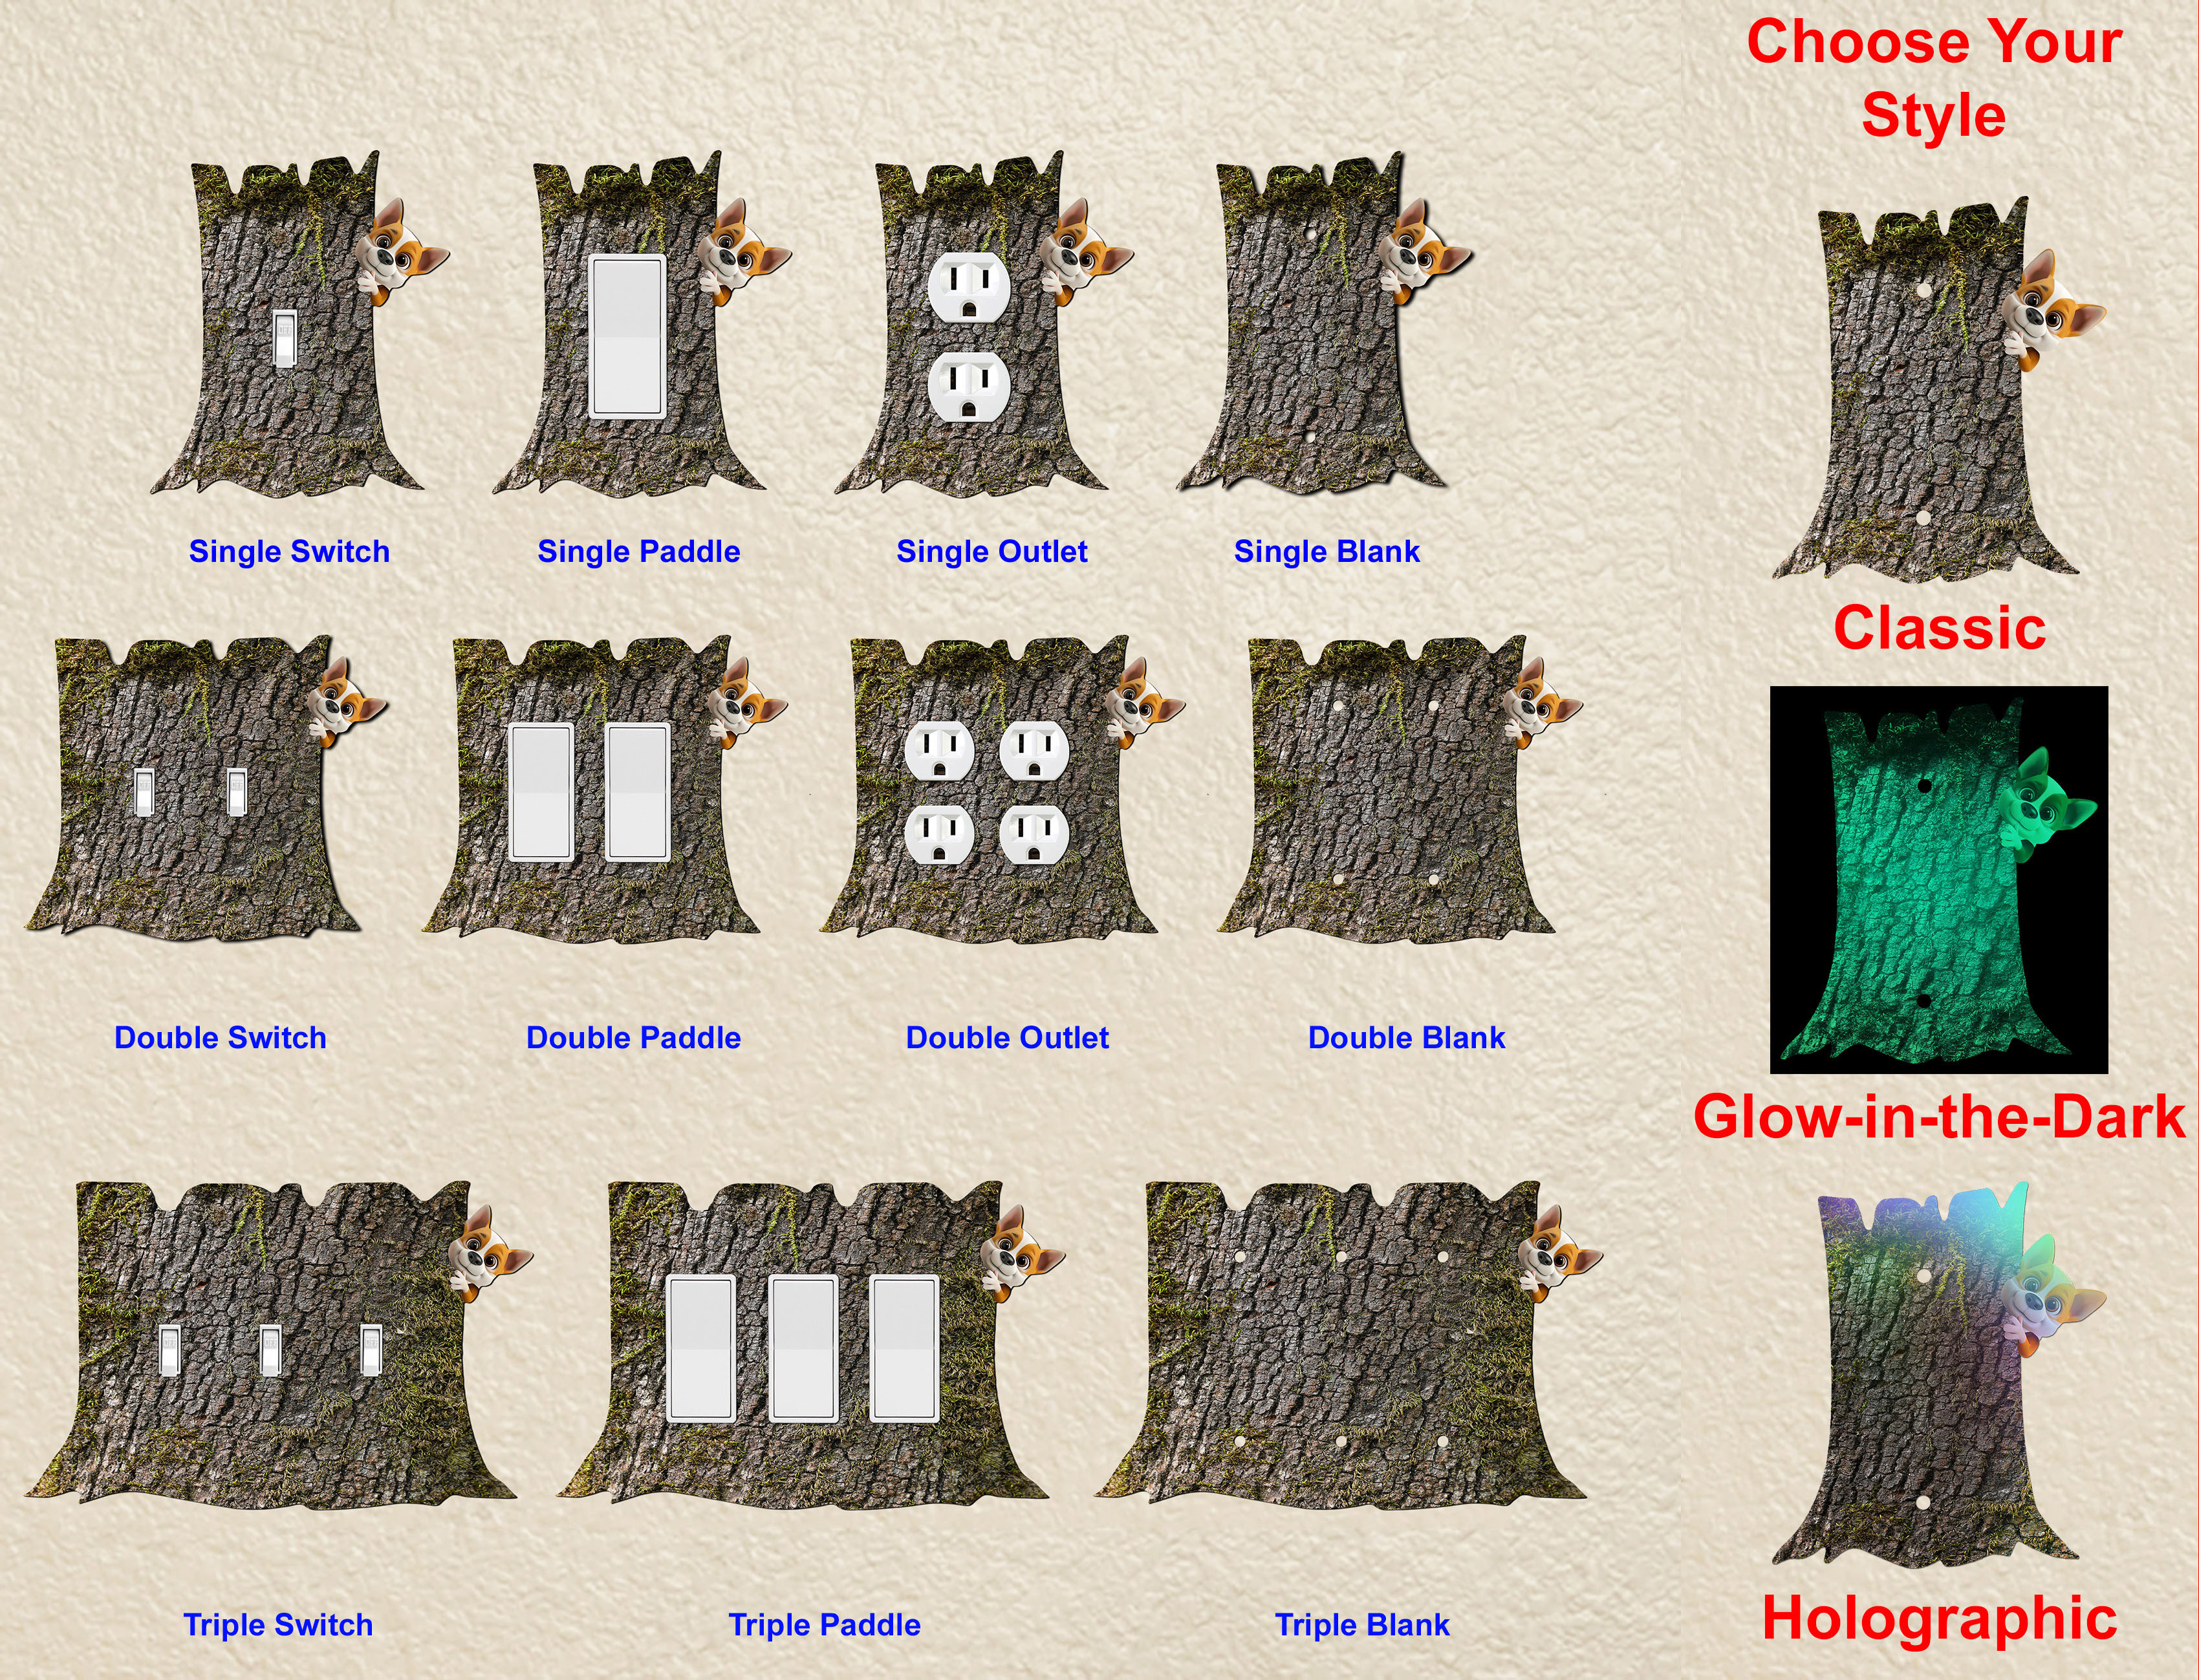 Choose Your
Style
Single Switch
Single Paddle
Single Outlet
Single Blank
Classic
Double Switch
Double Paddle
Double Outlet
Double Blank
Glow-in-the-Dark
Triple Switch
Triple Paddle
Triple Blank
Holographic